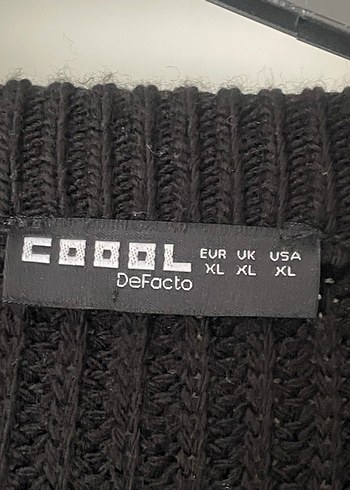 COOOL
DeFacto
EUR UK USA
XL XL XL